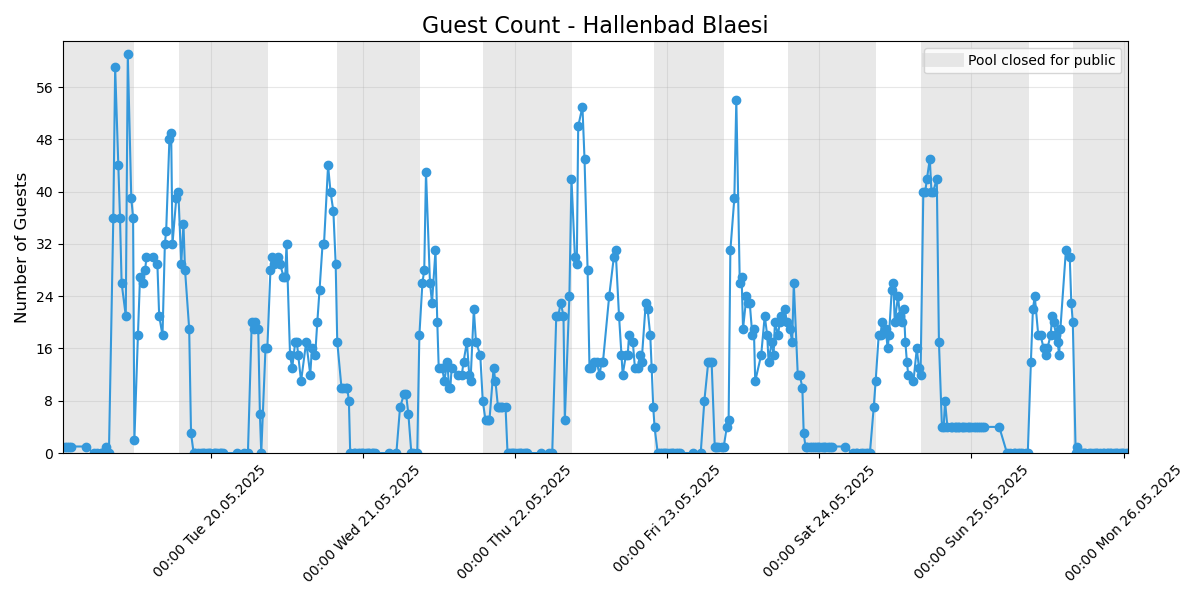 Guest Count - Hallenbad Blaesi
Pool closed for public
Number of Guests
56
48
40
32
24
16
8
0
00:00 Tue 20.05.2025
00:00 Wed 21.05.2025
00:00 Thu 22.05.2025
00:00 Fri 23.05.2025
00:00 Sat 24.05.2025
00:00 Sun 25.05.2025
00:00 Mon 26.05.2025